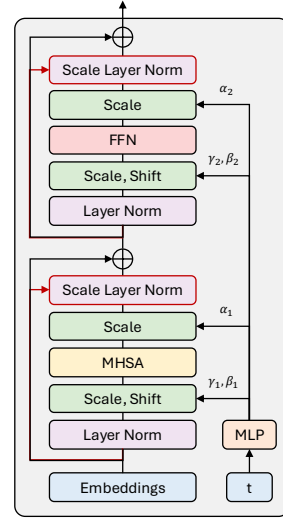 Scale Layer Norm
Scale
α₂
FFN
Scale, Shift
γ₂, β₂
Layer Norm
Scale Layer Norm
Scale
α₁
MHSA
Scale, Shift
γ₁, β₁
Layer Norm
MLP
Embeddings
t